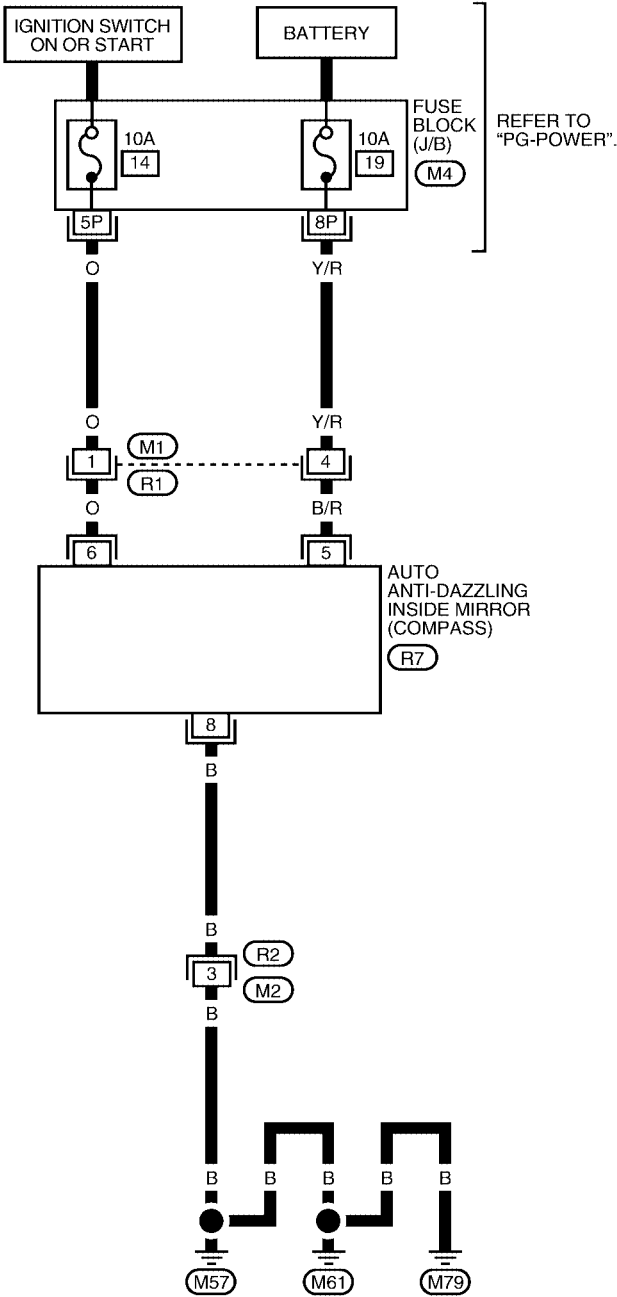 IGNITION SWITCH
ON OR START
BATTERY
FUSE
BLOCK
(J/B)
M4
REFER TO
“PG-POWER”.
10A
14
10A
19
5P
8P
O
Y/R
O
Y/R
M1
1
4
R1
O
B/R
6
5
AUTO
ANTI-DAZZLING
INSIDE MIRROR
(COMPASS)
R7
8
B
B
R2
3
M2
B
B
B
B
B
B
M57
M61
M79